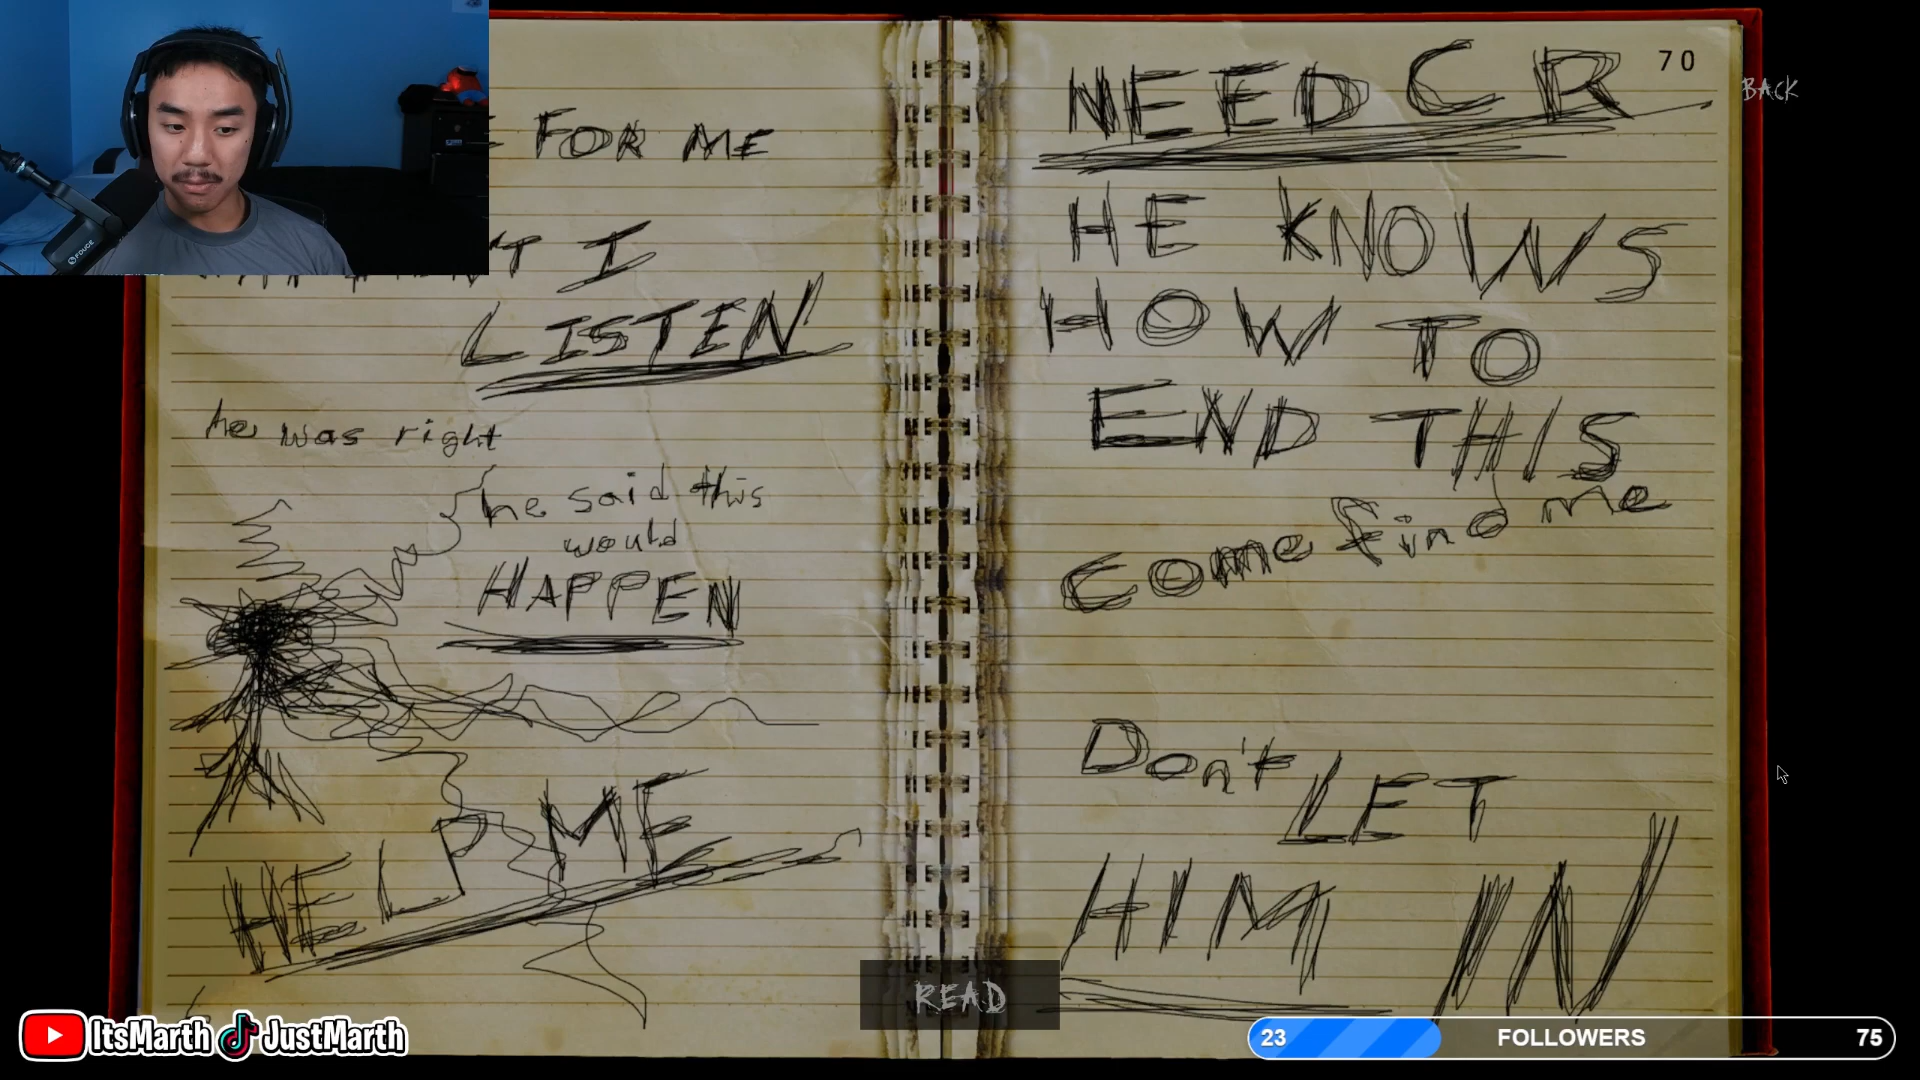 FOR ME
I
LISTEN
he was right
he said this
would
HAPPEN
HELP ME
70
NEED CR
HE KNOWS
HOW TO
END THIS
come find me
Don't LET
HIM IN
BACK
READ
ItsMarth JustMarth
23 FOLLOWERS 75